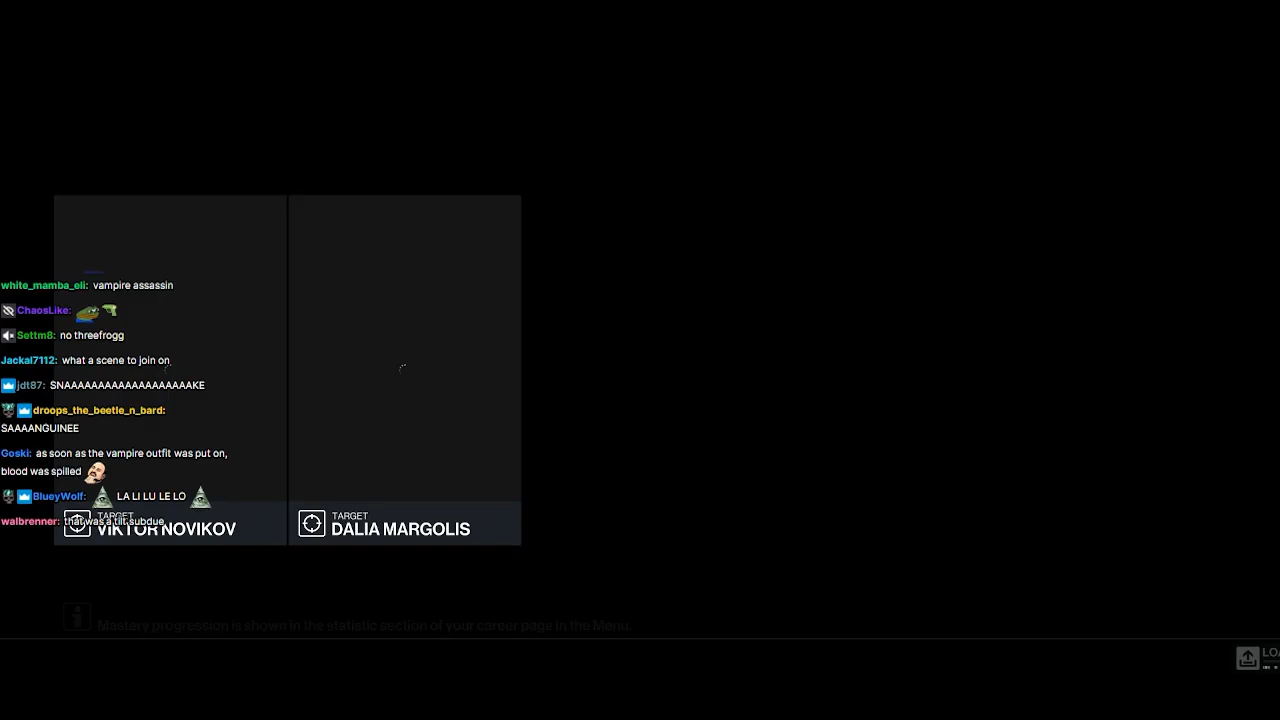 white_mamba_eli: vampire assassin
ChaosLike:
Settm8: no threefrogg
Jackal7112: what a scene to join on
jdt87: SNAAAAAAAAAAAAAAAAAAKE
droops_the_beetle_n_bard:
SAAAANGUINEE
Goski: as soon as the vampire outfit was put on,
blood was spilled
BlueyWolf: LA LI LU LE LO
walbrenner: that was a tilt subdue
TARGET
VIKTOR NOVIKOV
TARGET
DALIA MARGOLIS
Mastery progression is shown in the statistic section of your career page in the Menu.